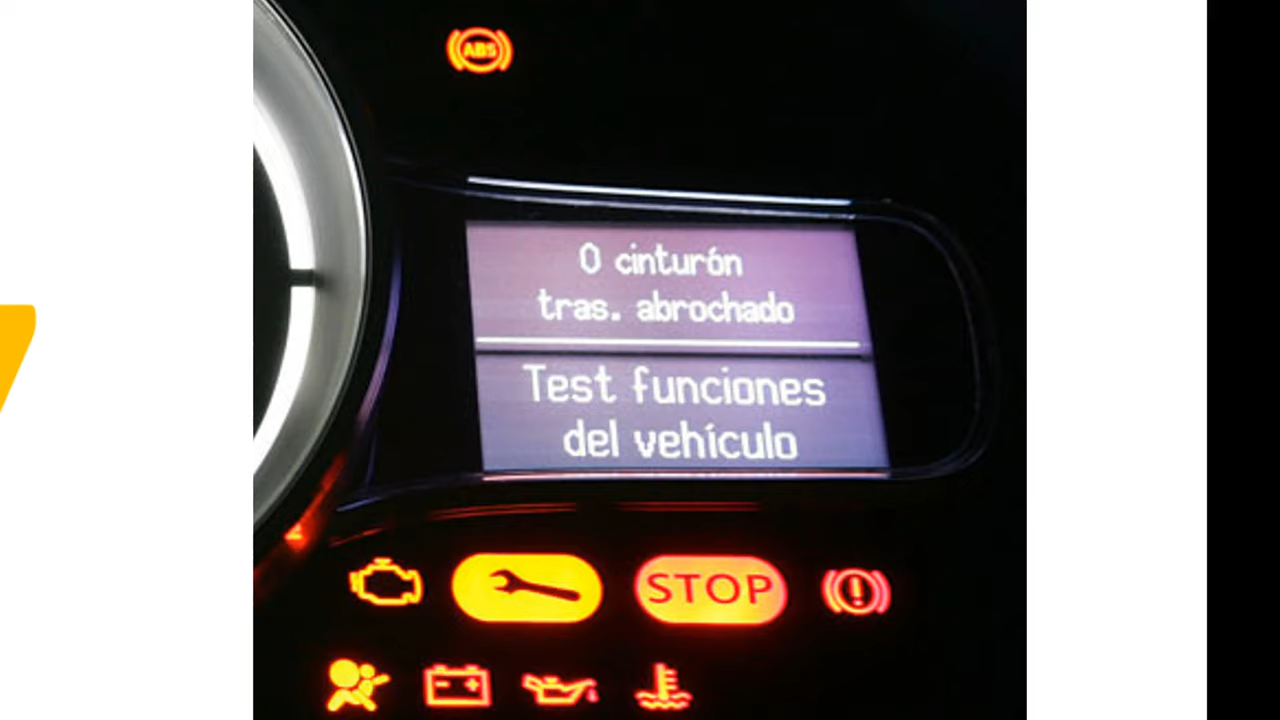 ABS
0 cinturón
tras. abrochado
Test funciones
del vehículo
STOP